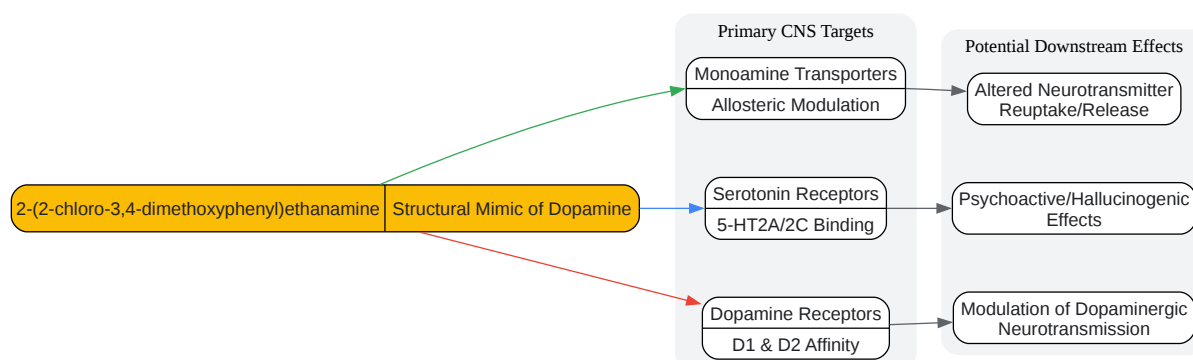 2-(2-chloro-3,4-dimethoxyphenyl)ethanamine
Structural Mimic of Dopamine
Primary CNS Targets
Monoamine Transporters
Allosteric Modulation
Serotonin Receptors
5-HT2A/2C Binding
Dopamine Receptors
D1 & D2 Affinity
Potential Downstream Effects
Altered Neurotransmitter
Reuptake/Release
Psychoactive/Hallucinogenic
Effects
Modulation of Dopaminergic
Neurotransmission